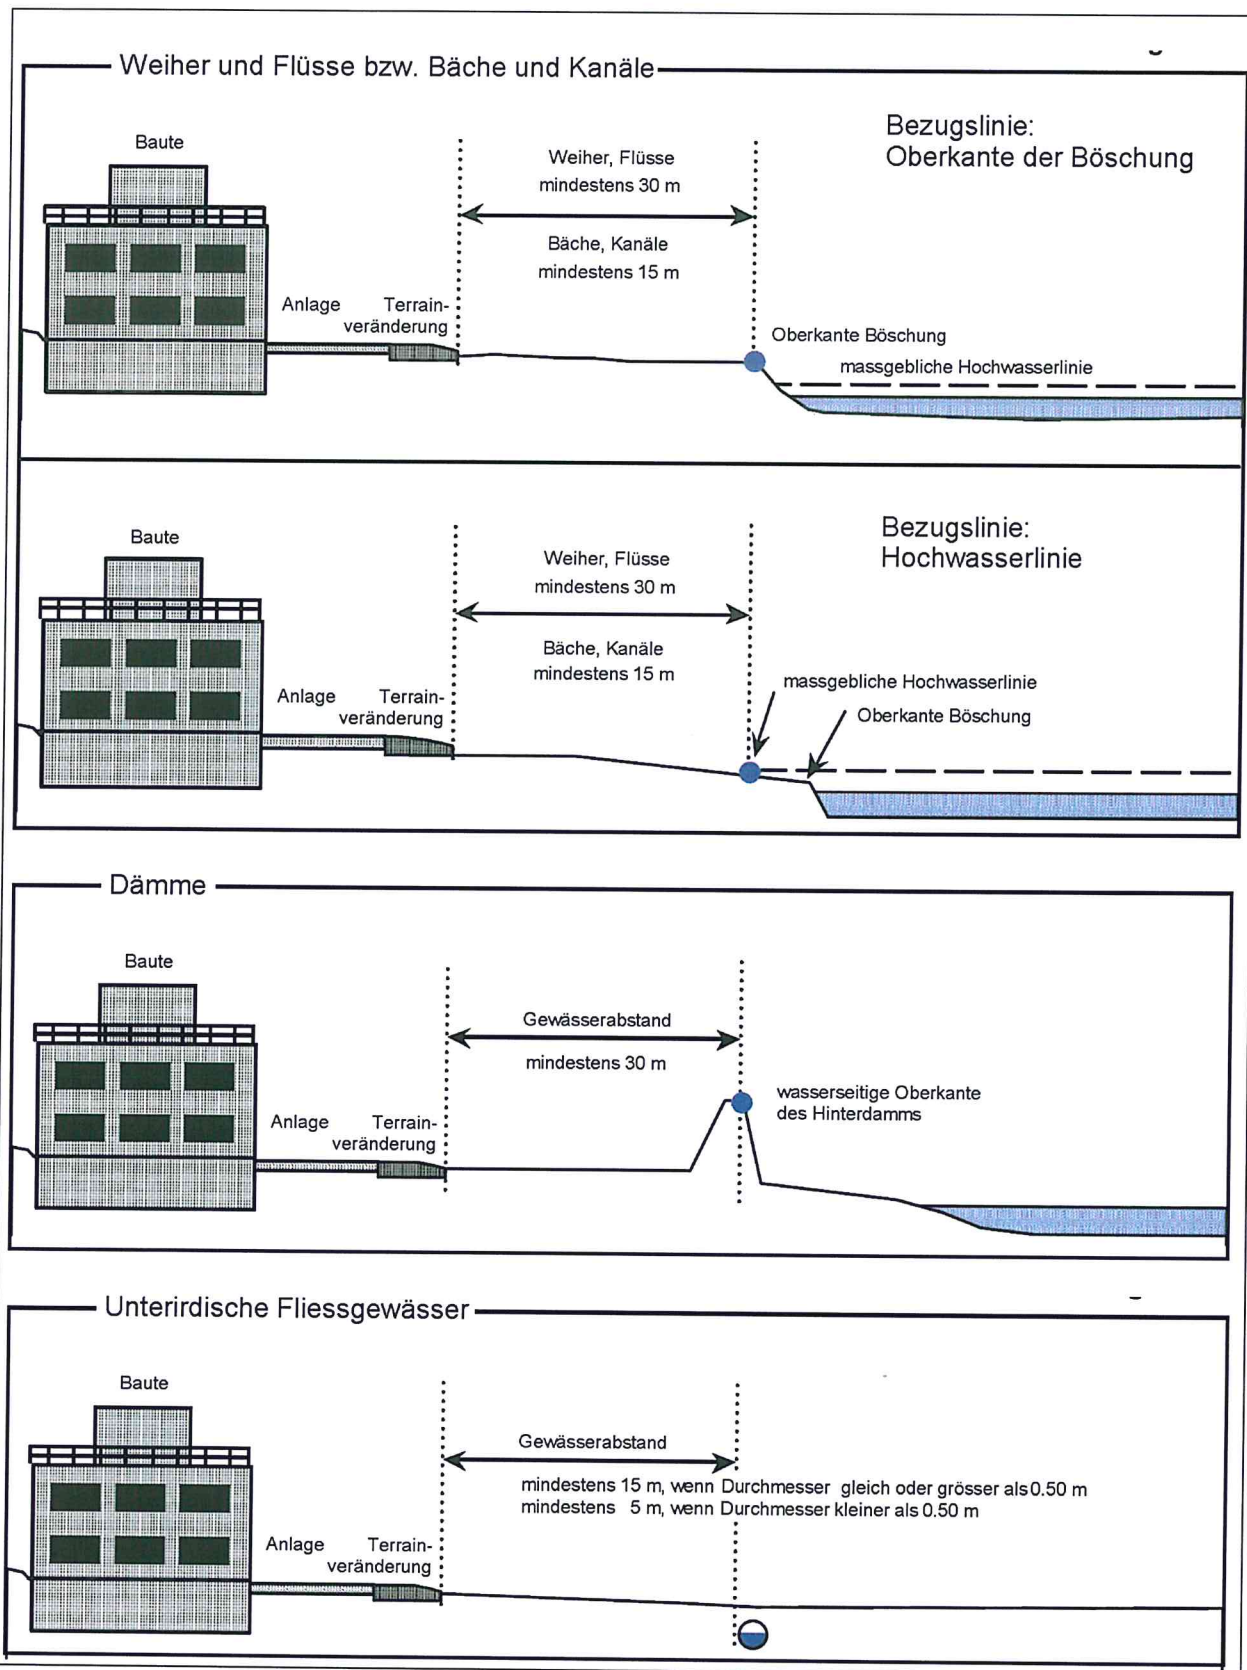 Weiher und Flüsse bzw. Bäche und Kanäle
Bezugslinie:
Oberkante der Böschung
Baute
Weiher, Flüsse
mindestens 30 m
Bäche, Kanäle
mindestens 15 m
Anlage Terrain-
veränderung
Oberkante Böschung
massgebliche Hochwasserlinie
Bezugslinie:
Hochwasserlinie
Baute
Weiher, Flüsse
mindestens 30 m
Bäche, Kanäle
mindestens 15 m
Anlage Terrain-
veränderung
massgebliche Hochwasserlinie
Oberkante Böschung
Dämme
Baute
Gewässerabstand
mindestens 30 m
wasserseitige Oberkante
des Hinterdamms
Anlage Terrain-
veränderung
Unterirdische Fliessgewässer
Baute
Gewässerabstand
mindestens 15 m, wenn Durchmesser gleich oder grösser als 0.50 m
mindestens 5 m, wenn Durchmesser kleiner als 0.50 m
Anlage Terrain-
veränderung